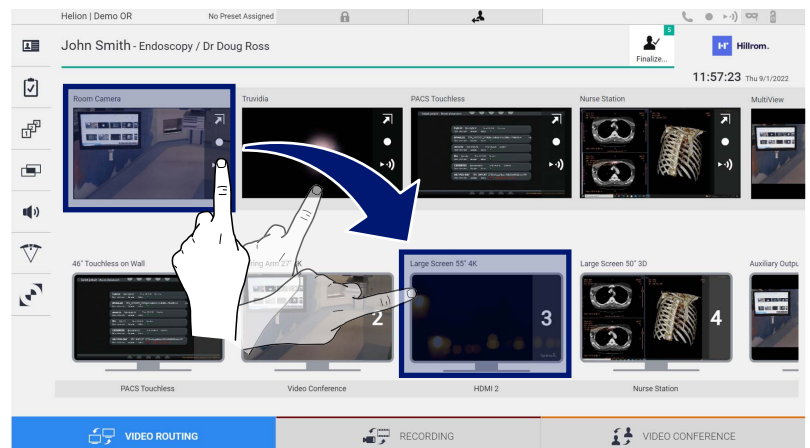 Helion | Demo OR
No Preset Assigned
John Smith - Endoscopy / Dr Doug Ross
5
Finalize...
Hr Hillrom.
11:57:23 Thu 9/1/2022
Room Camera
Truvidia
PACS Touchless
Nurse Station
MultiView
46" Touchless on Wall
Large Screen 55" 4K
Large Screen 50" 3D
Auxiliary Outpu
2
3
4
PACS Touchless
Video Conference
HDMI 2
Nurse Station
VIDEO ROUTING
RECORDING
VIDEO CONFERENCE